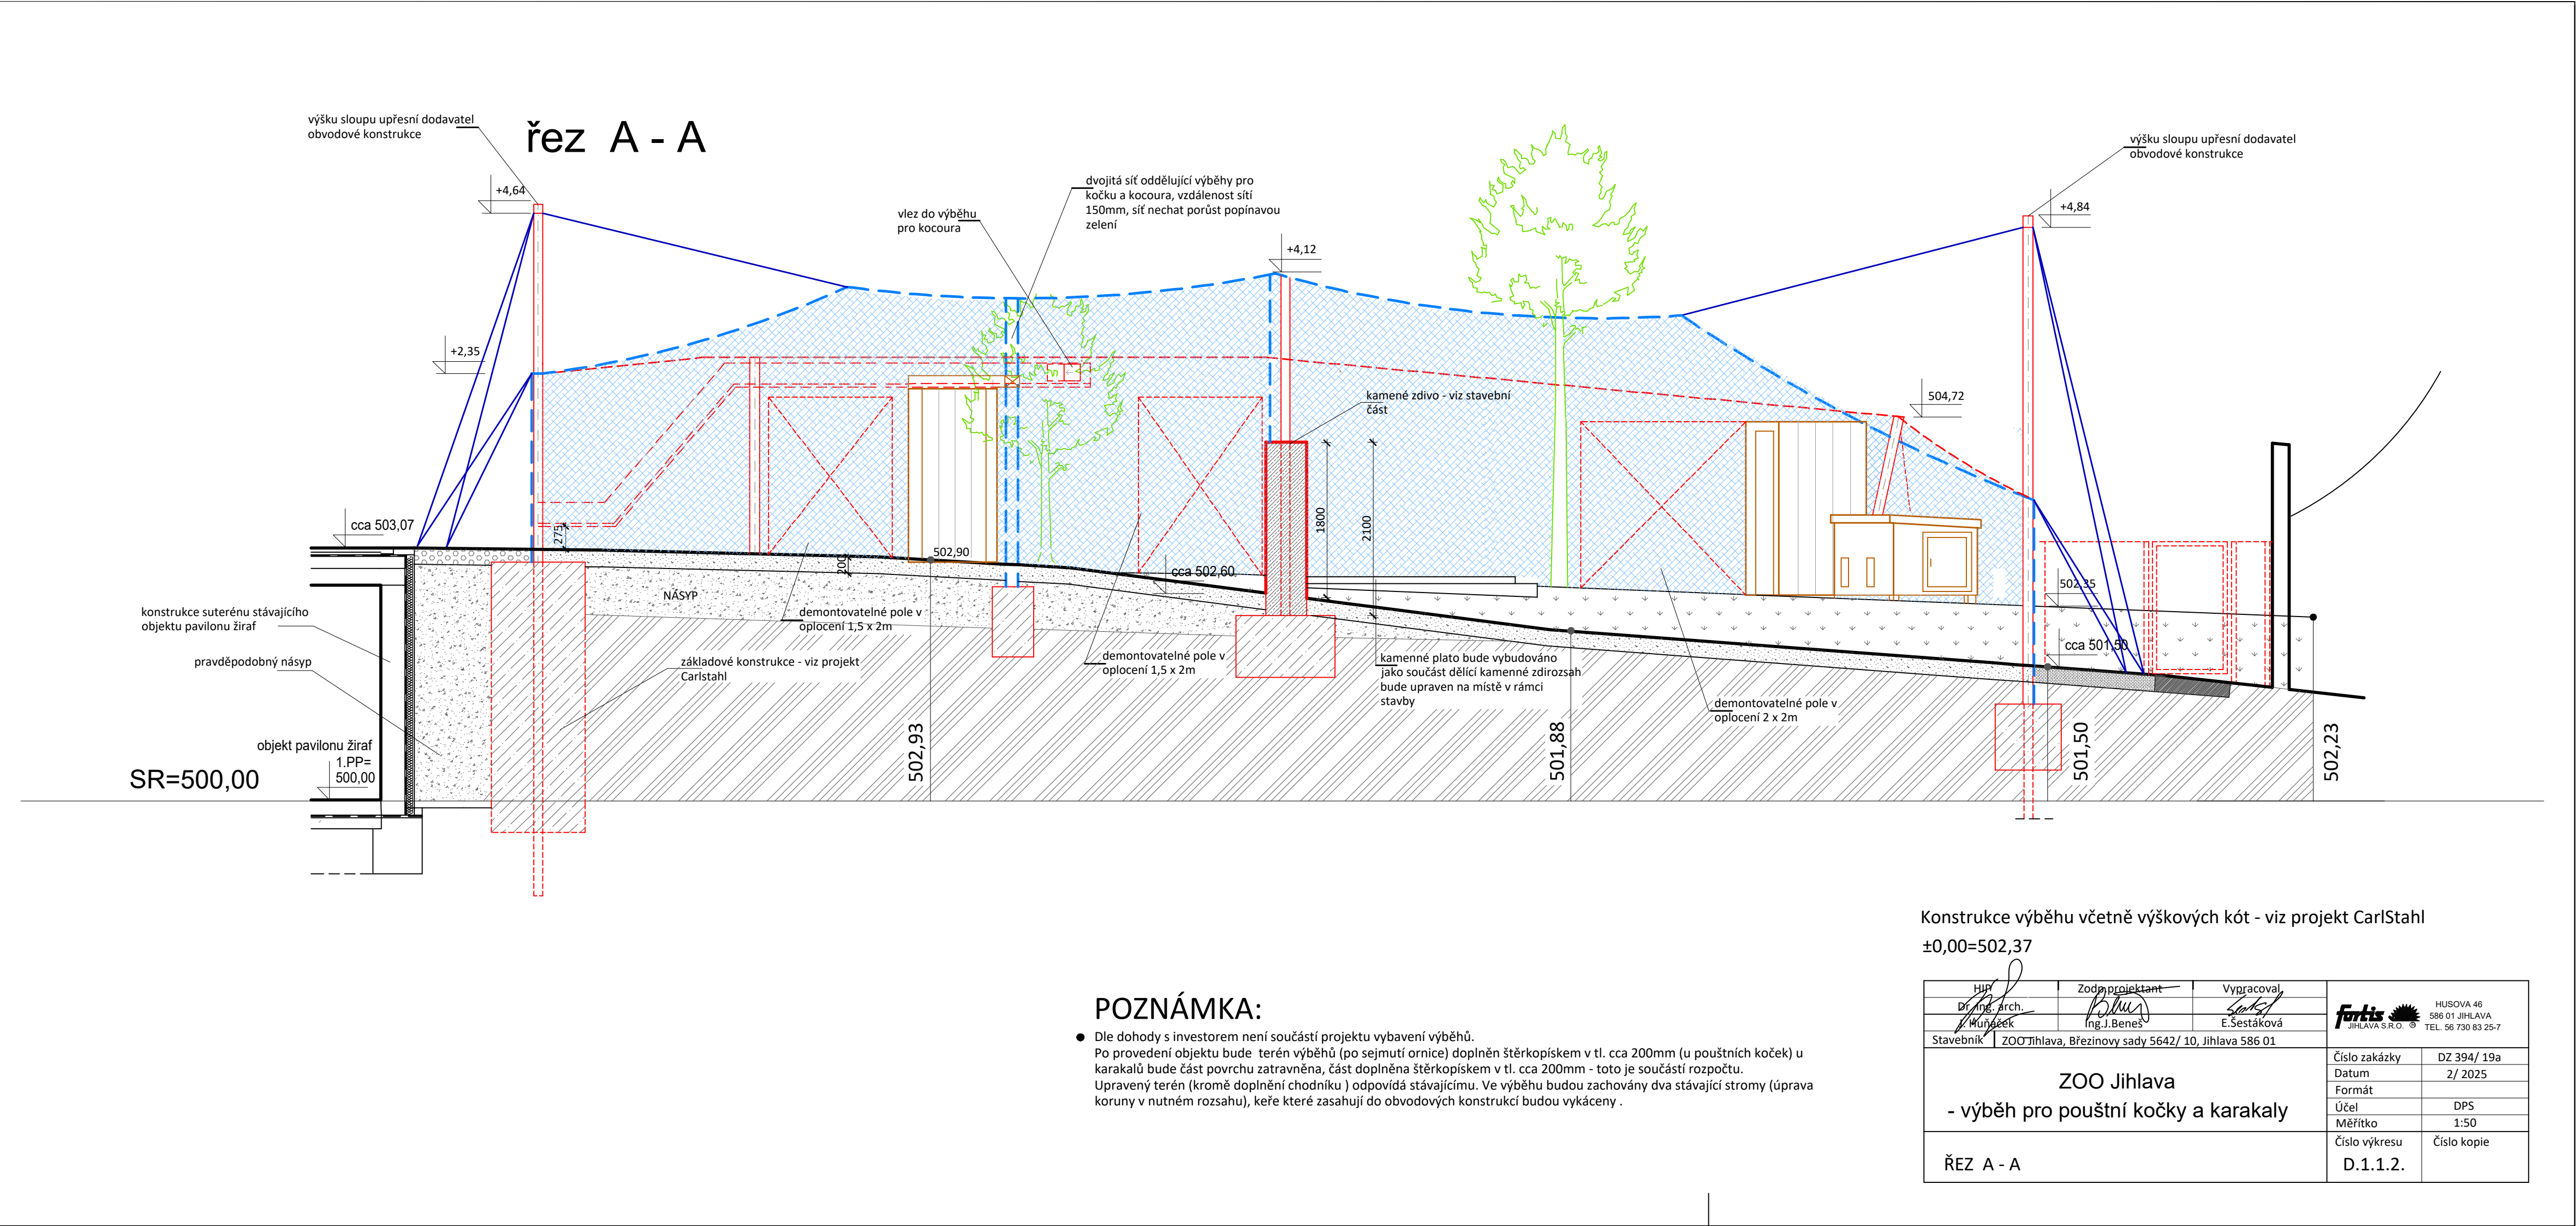 řez A - A
výšku sloupu upřesní dodavatel
obvodové konstrukce
+4,64
+2,35
vlez do výběhu
pro kocoura
dvojitá síť oddělující výběhy pro
kočku a kocoura, vzdálenost sítí
150mm, síť nechat porůst popínavou
zelení
+4,12
výšku sloupu upřesní dodavatel
obvodové konstrukce
+4,84
kamené zdivo - viz stavební
část
504,72
cca 503,07
275
200
502,90
1800
2100
cca 502,60
502,35
cca 501,50
NÁSYP
konstrukce suterénu stávajícího
objektu pavilonu žiraf
pravděpodobný násyp
demontovatelné pole v
oplocení 1,5 x 2m
základové konstrukce - viz projekt
Carlstahl
demontovatelné pole v
oplocení 1,5 x 2m
kamenné plato bude vybudováno
jako součást dělící kamenné zdirozsah
bude upraven na místě v rámci
stavby
demontovatelné pole v
oplocení 2 x 2m
objekt pavilonu žiraf
1.PP=
500,00
SR=500,00
502,93
501,88
501,50
502,23
Konstrukce výběhu včetně výškových kót - viz projekt CarlStahl
±0,00=502,37
POZNÁMKA:
● Dle dohody s investorem není součástí projektu vybavení výběhů.
Po provedení objektu bude terén výběhů (po sejmutí ornice) doplněn štěrkopískem v tl. cca 200mm (u pouštních koček) u
karakalů bude část povrchu zatravněna, část doplněna štěrkopískem v tl. cca 200mm - toto je součástí rozpočtu.
Upravený terén (kromě doplnění chodníku ) odpovídá stávajícímu. Ve výběhu budou zachovány dva stávající stromy (úprava
koruny v nutném rozsahu), keře které zasahují do obvodových konstrukcí budou vykáceny .
HIP Zodp.projektant Vypracoval
Dr. Ing. arch.
J. Huňáček Ing.J.Beneš E.Šestáková
Stavebník ZOO Jihlava, Březinovy sady 5642/ 10, Jihlava 586 01
fortis
JIHLAVA S.R.O. ®
HUSOVA 46
586 01 JIHLAVA
TEL. 56 730 83 25-7
ZOO Jihlava
- výběh pro pouštní kočky a karakaly
Číslo zakázky DZ 394/ 19a
Datum 2/ 2025
Formát
Účel DPS
Měřítko 1:50
Číslo výkresu Číslo kopie
D.1.1.2.
ŘEZ A - A